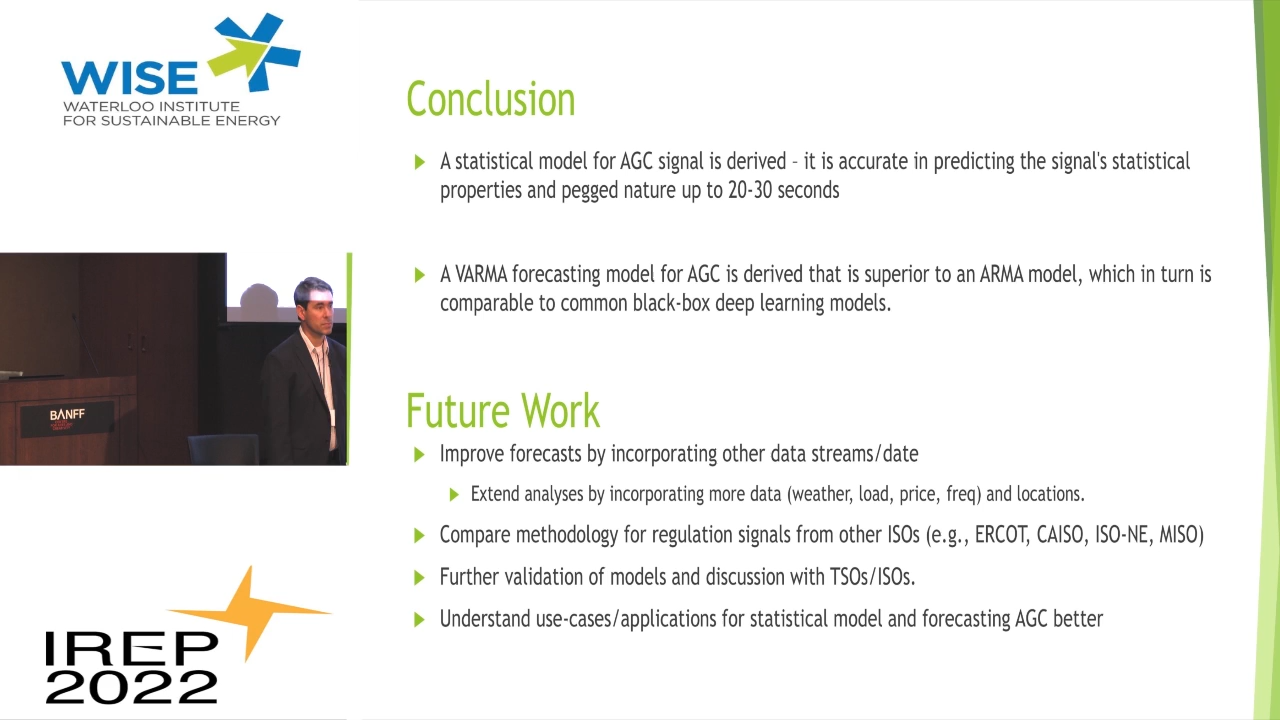 WISE
WATERLOO INSTITUTE
FOR SUSTAINABLE ENERGY
Conclusion
A statistical model for AGC signal is derived – it is accurate in predicting the signal's statistical
properties and pegged nature up to 20-30 seconds
A VARMA forecasting model for AGC is derived that is superior to an ARMA model, which in turn is
comparable to common black-box deep learning models.
BANFF
Future Work
Improve forecasts by incorporating other data streams/date
Extend analyses by incorporating more data (weather, load, price, freq) and locations.
Compare methodology for regulation signals from other ISOs (e.g., ERCOT, CAISO, ISO-NE, MISO)
Further validation of models and discussion with TSOs/ISOs.
Understand use-cases/applications for statistical model and forecasting AGC better
IREP
2022